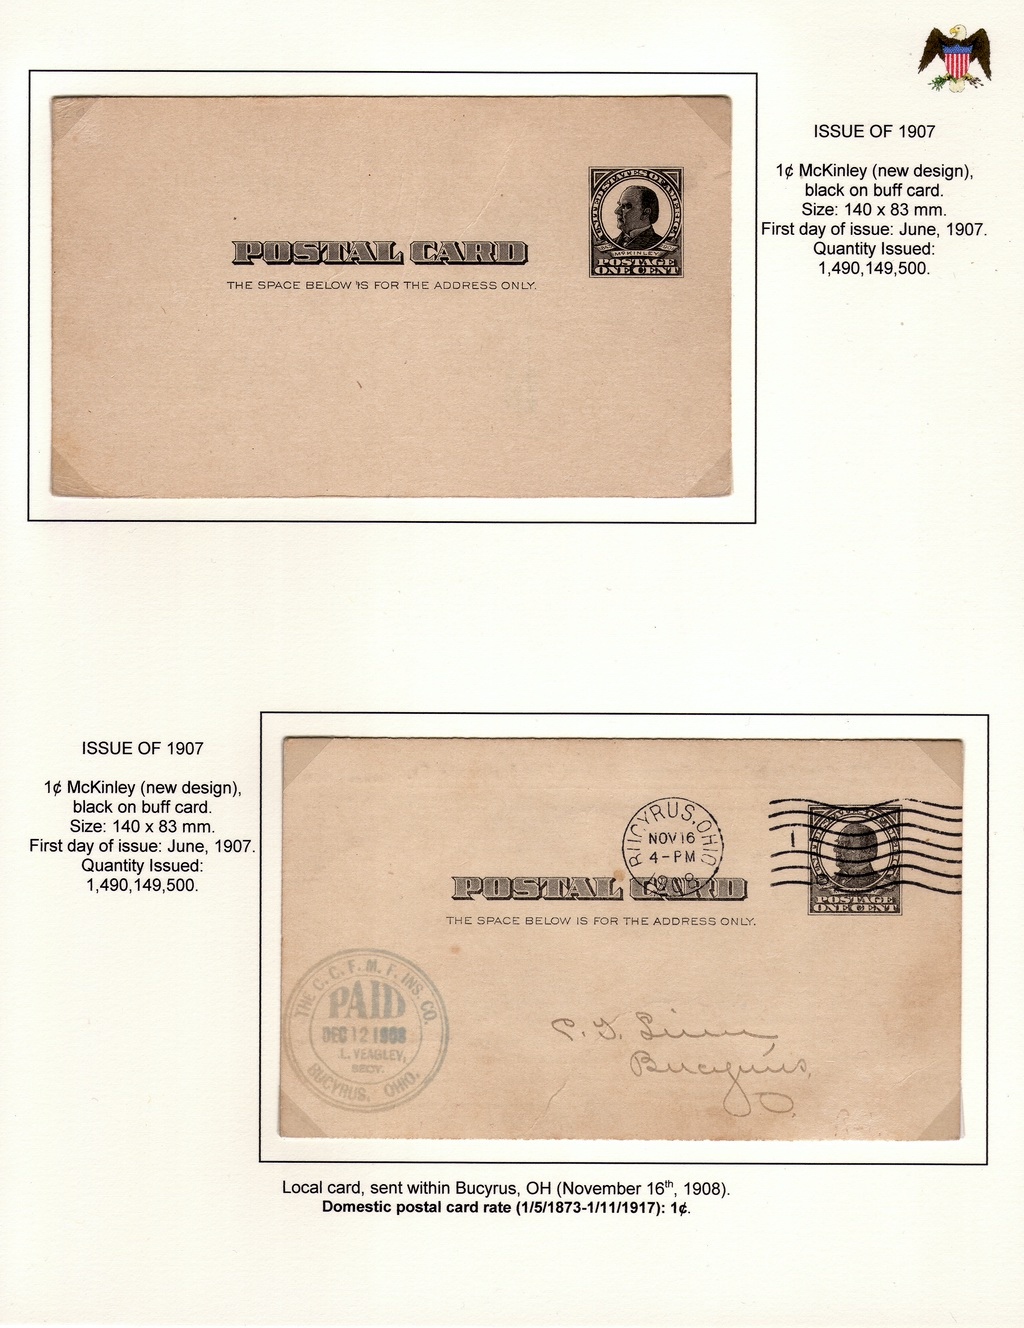 ISSUE OF 1907
1¢ McKinley (new design),
black on buff card.
Size: 140 x 83 mm.
First day of issue: June, 1907.
Quantity Issued:
1,490,149,500.
UNITED STATES OF AMERICA
McKINLEY
POSTAGE
ONE CENT
POSTAL CARD
THE SPACE BELOW IS FOR THE ADDRESS ONLY.
ISSUE OF 1907
1¢ McKinley (new design),
black on buff card.
Size: 140 x 83 mm.
First day of issue: June, 1907.
Quantity Issued:
1,490,149,500.
BUCYRUS, OHIO
NOV 16
4-PM
1908
1
POSTAGE
ONE CENT
POSTAL CARD
THE SPACE BELOW IS FOR THE ADDRESS ONLY.
THE C. C. F. M. F. INS. CO.
PAID
DEC 12 1908
L. YEAGLEY,
SECY.
BUCYRUS, OHIO.
Bucyrus,
O.
Local card, sent within Bucyrus, OH (November 16th, 1908).
Domestic postal card rate (1/5/1873-1/11/1917): 1¢.